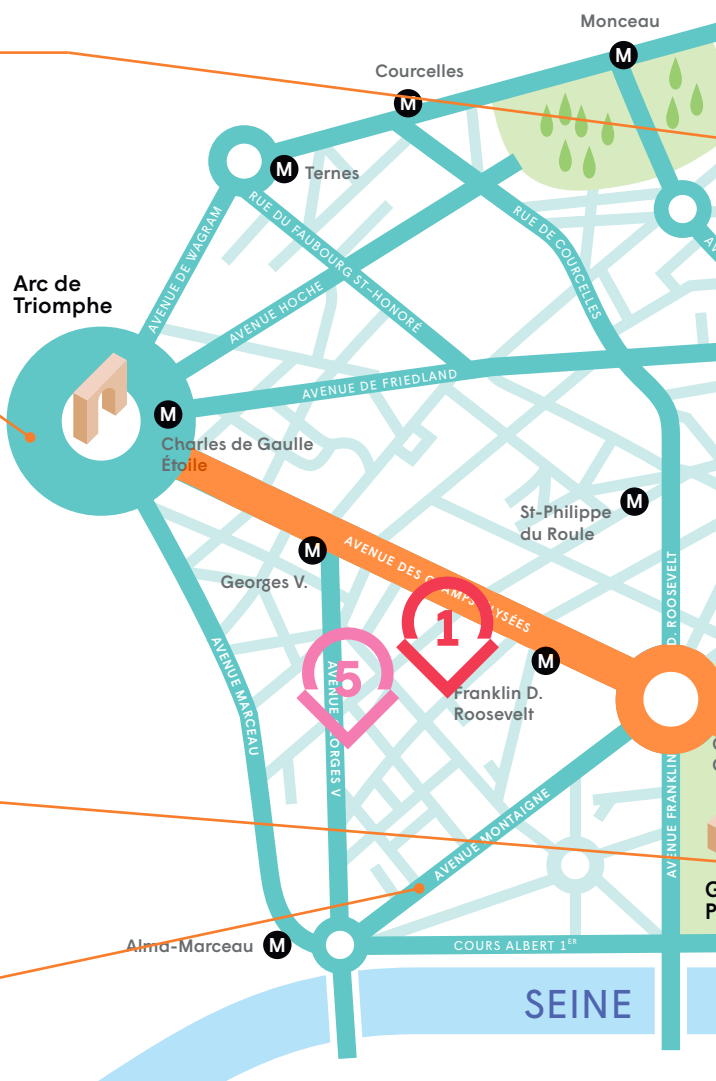 Monceau
M
Courcelles
M
M
Ternes
AVENUE DE WAGRAM
RUE DU FAUBOURG ST-HONORÉ
RUE DE COURCELLES
AV
Arc de
Triomphe
AVENUE HOCHE
AVENUE DE FRIEDLAND
M
Charles de Gaulle
Étoile
M
St-Philippe
du Roule
M
Georges V.
AVENUE DES CHAMPS ELYSÉES
D. ROOSEVELT
1
M
Franklin D.
Roosevelt
5
AVENUE MARCEAU
AVENUE GEORGES V
AVENUE MONTAIGNE
AVENUE FRANKLIN
G
P
Alma-Marceau
M
COURS ALBERT 1ER
SEINE